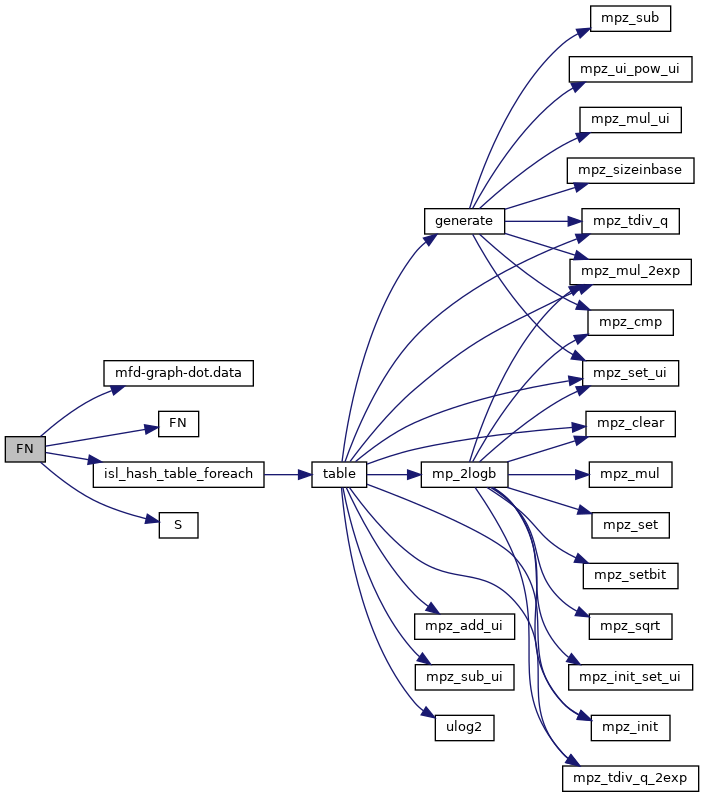 mpz_sub
mpz_ui_pow_ui
mpz_mul_ui
mpz_sizeinbase
generate
mpz_tdiv_q
mpz_mul_2exp
mpz_cmp
mfd-graph-dot.data
mpz_set_ui
FN
mpz_clear
FN
isl_hash_table_foreach
table
mp_2logb
mpz_mul
S
mpz_set
mpz_setbit
mpz_add_ui
mpz_sqrt
mpz_sub_ui
mpz_init_set_ui
ulog2
mpz_init
mpz_tdiv_q_2exp